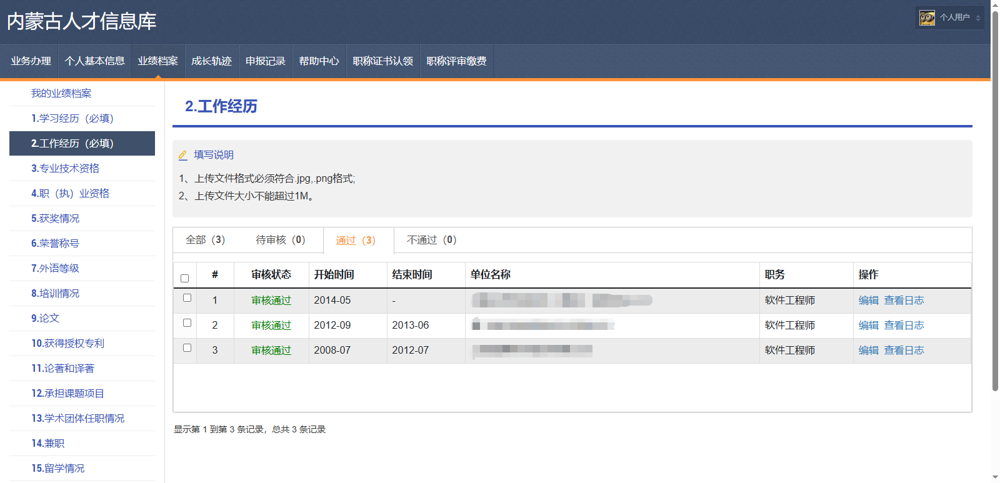 内蒙古人才信息库
个人用户
业务办理 个人基本信息 业绩档案 成长轨迹 申报记录 帮助中心 职称证书认领 职称评审缴费
我的业绩档案
1.学习经历（必填）
2.工作经历（必填）
3.专业技术资格
4.职（执）业资格
5.获奖情况
6.荣誉称号
7.外语等级
8.培训情况
9.论文
10.获得授权专利
11.论著和译著
12.承担课题项目
13.学术团体任职情况
14.兼职
15.留学情况
2.工作经历
填写说明
1、上传文件格式必须符合.jpg,.png格式;
2、上传文件大小不能超过1M。
全部（3） 待审核（0） 通过（3） 不通过（0）
# 审核状态 开始时间 结束时间 单位名称 职务 操作
1 审核通过 2014-05 - 软件工程师 编辑 查看日志
2 审核通过 2012-09 2013-06 软件工程师 编辑 查看日志
3 审核通过 2008-07 2012-07 软件工程师 编辑 查看日志
显示第 1 到第 3 条记录，总共 3 条记录